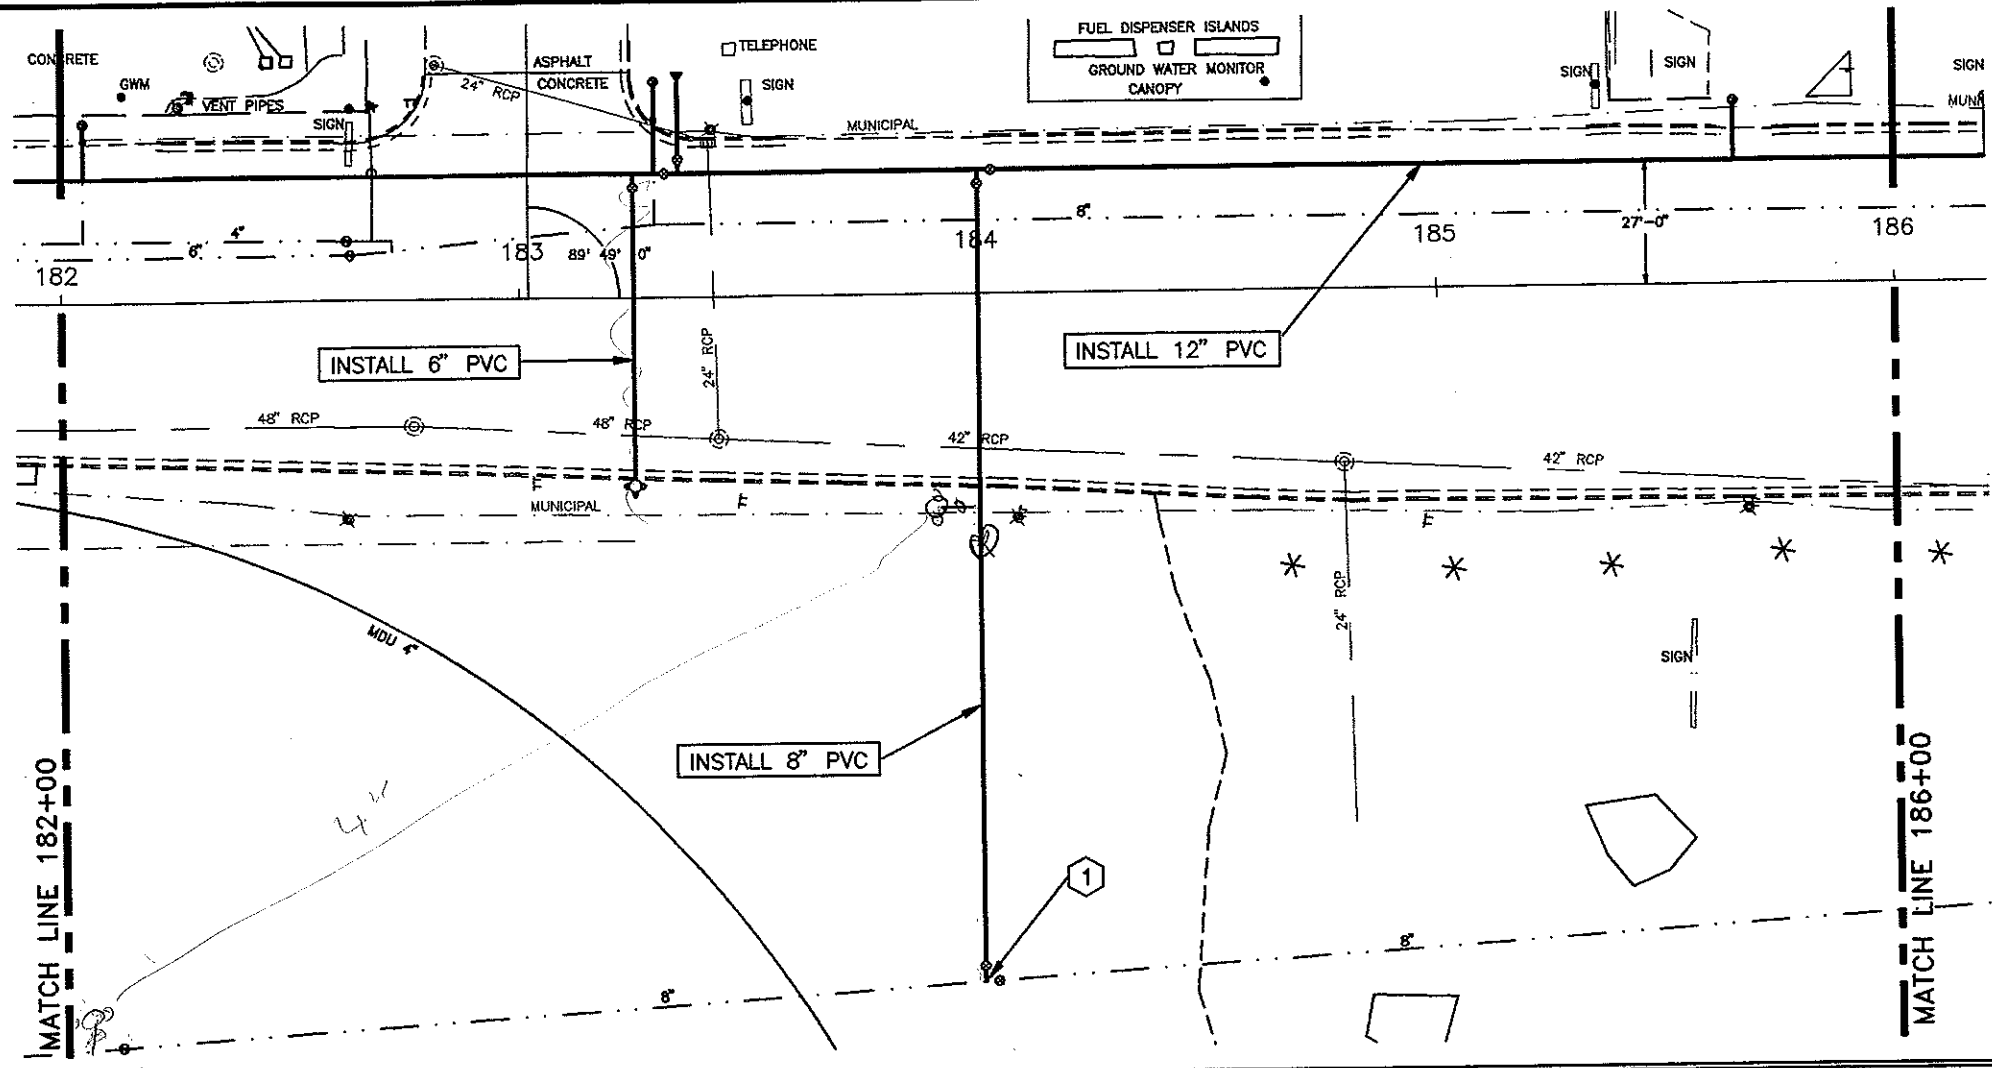 FUEL DISPENSER ISLANDS
GROUND WATER MONITOR
CANOPY
CONCRETE
GWM
VENT PIPES
SIGN
24" RCP
ASPHALT
CONCRETE
TELEPHONE
SIGN
MUNICIPAL
SIGN
SIGN
SIGN
4"
6"
8"
27'-0"
182
183
89° 49' 0"
184
185
186
INSTALL 6" PVC
24" RCP
INSTALL 12" PVC
48" RCP
48" RCP
42" RCP
42" RCP
MUNICIPAL
24" RCP
MDU 4"
SIGN
INSTALL 8" PVC
4"
1
8"
8"
MATCH LINE 182+00
MATCH LINE 186+00